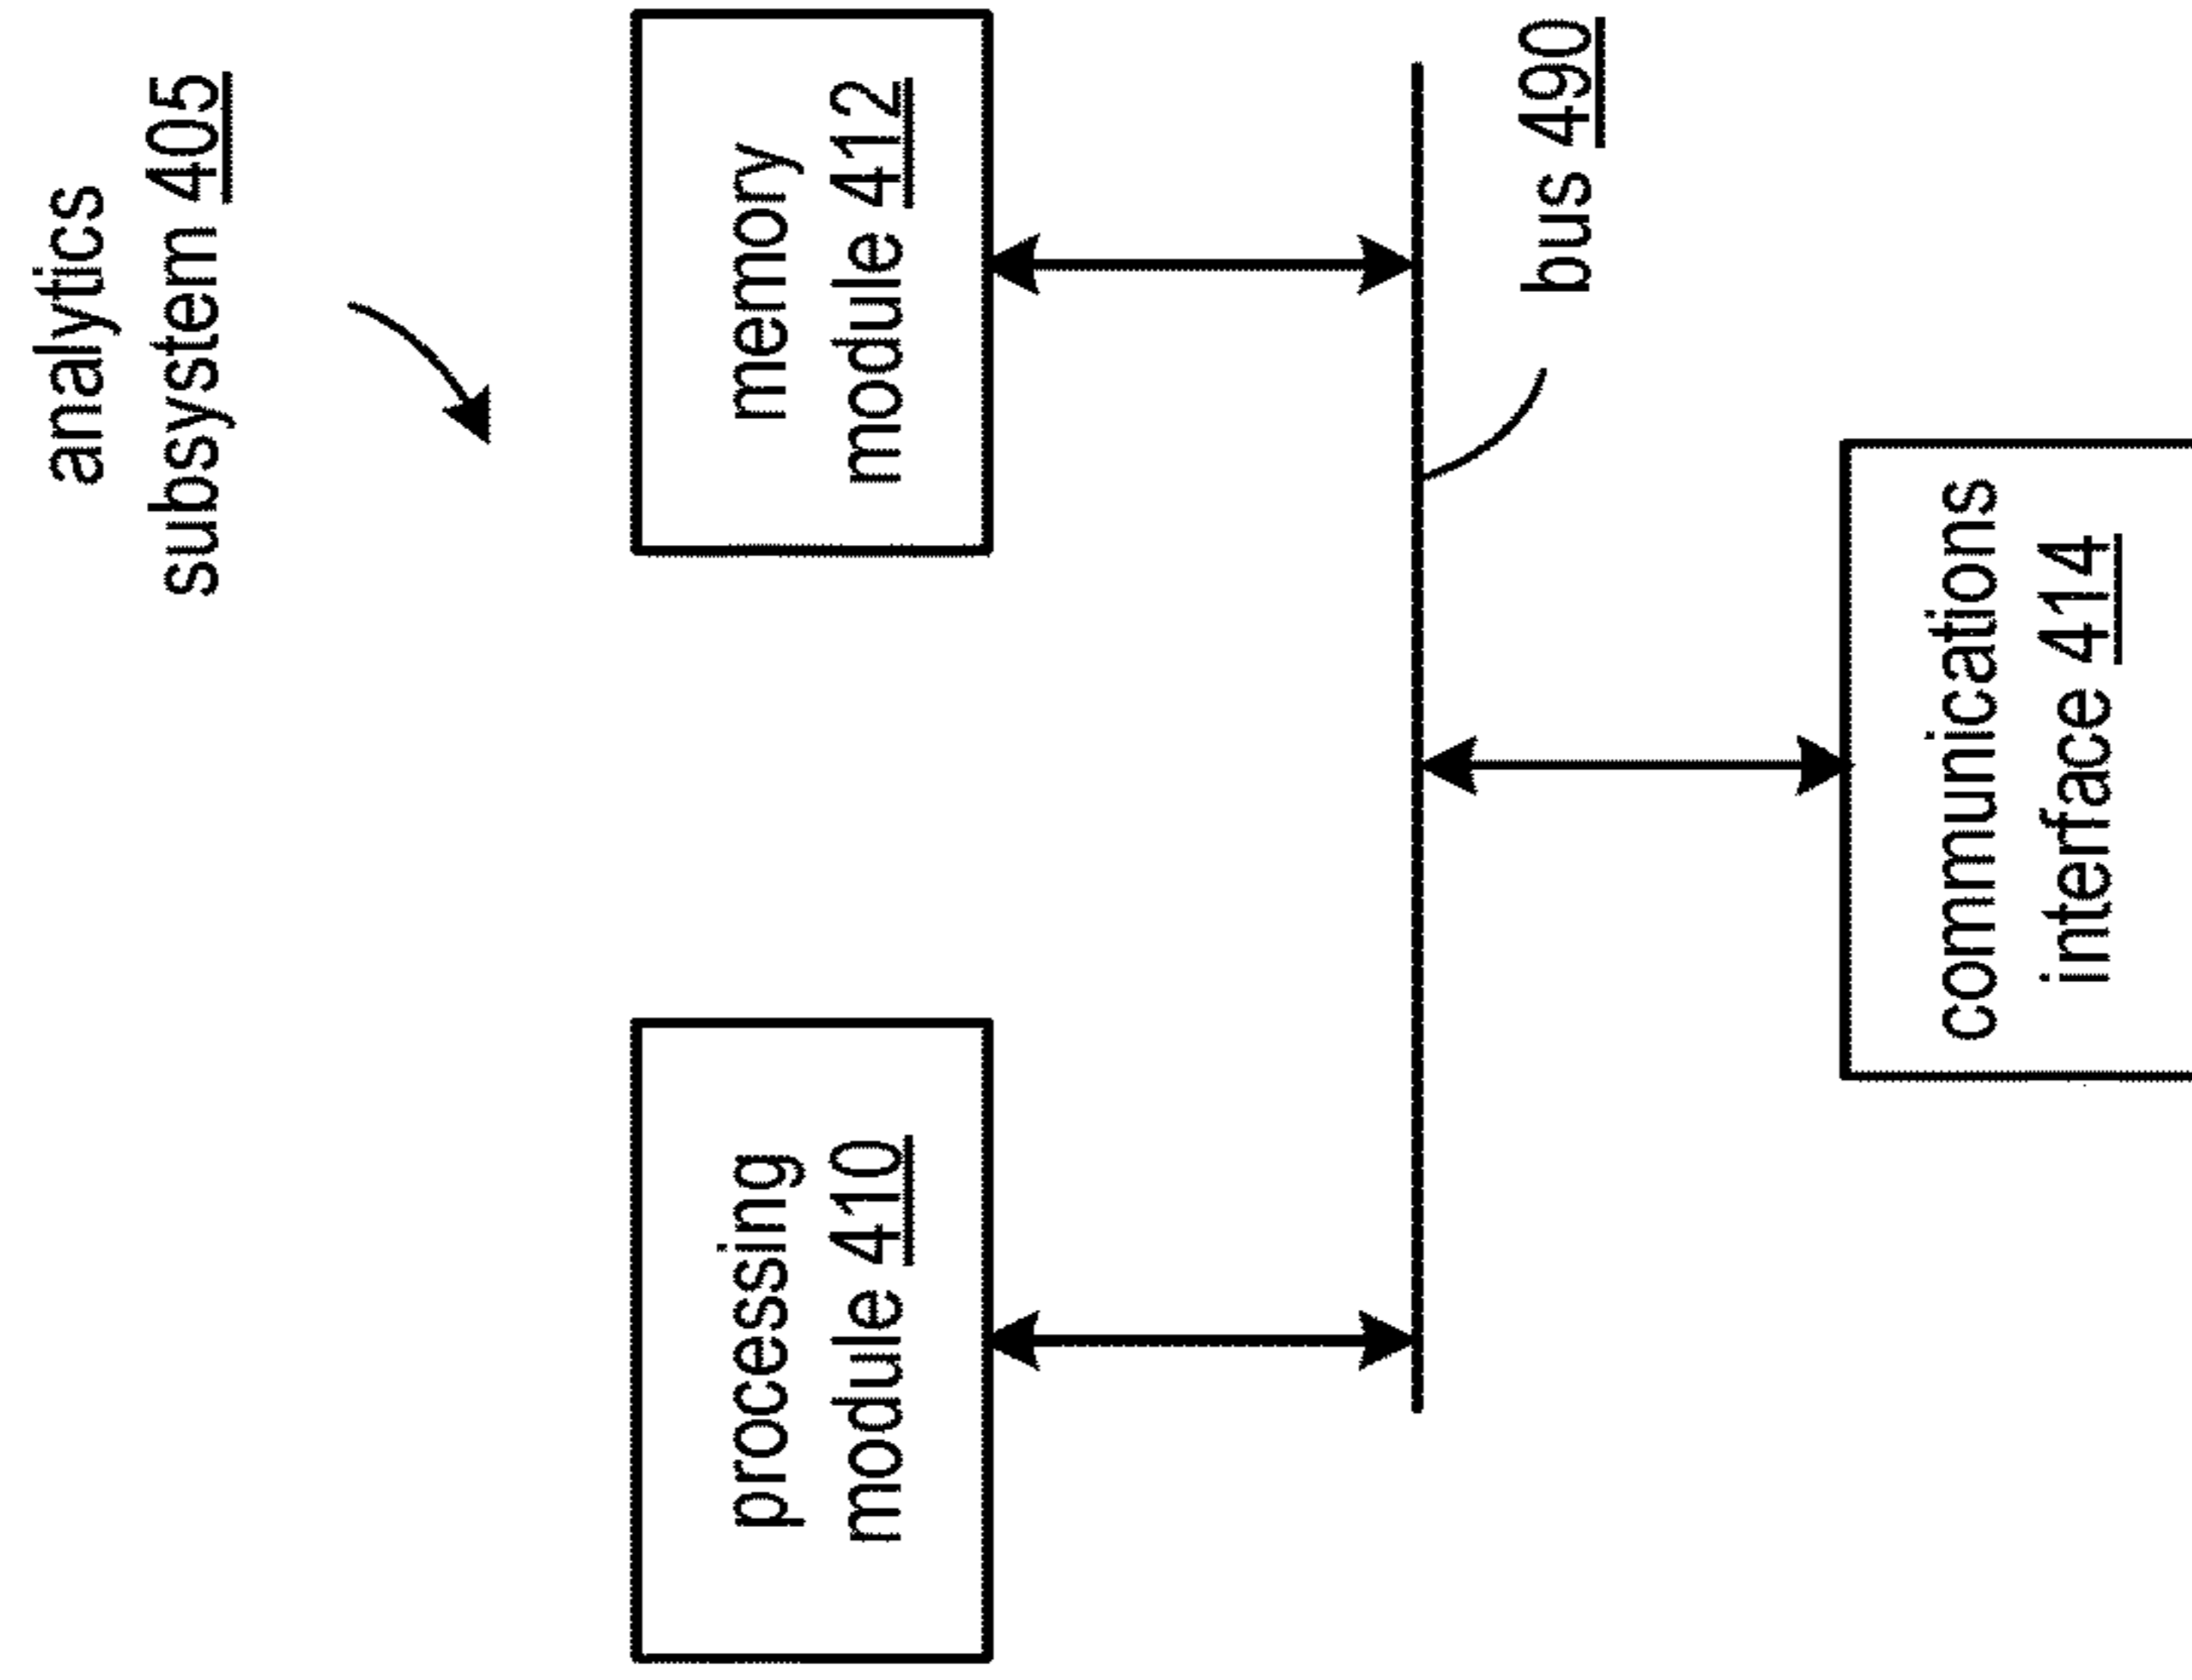 analytics
subsystem 405
processing
module 410
memory
module 412
bus 490
communications
interface 414